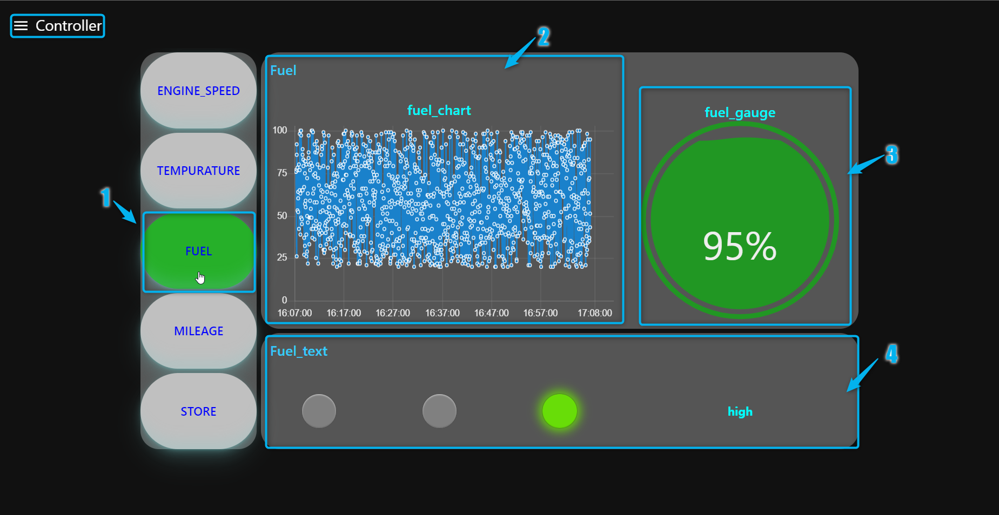 Controller
2
Fuel
ENGINE_SPEED
fuel_chart
fuel_gauge
100
3
75
TEMPURATURE
1
50
FUEL
95%
25
0
16:07:00 16:17:00 16:27:00 16:37:00 16:47:00 16:57:00 17:08:00
MILEAGE
Fuel_text
4
STORE
high